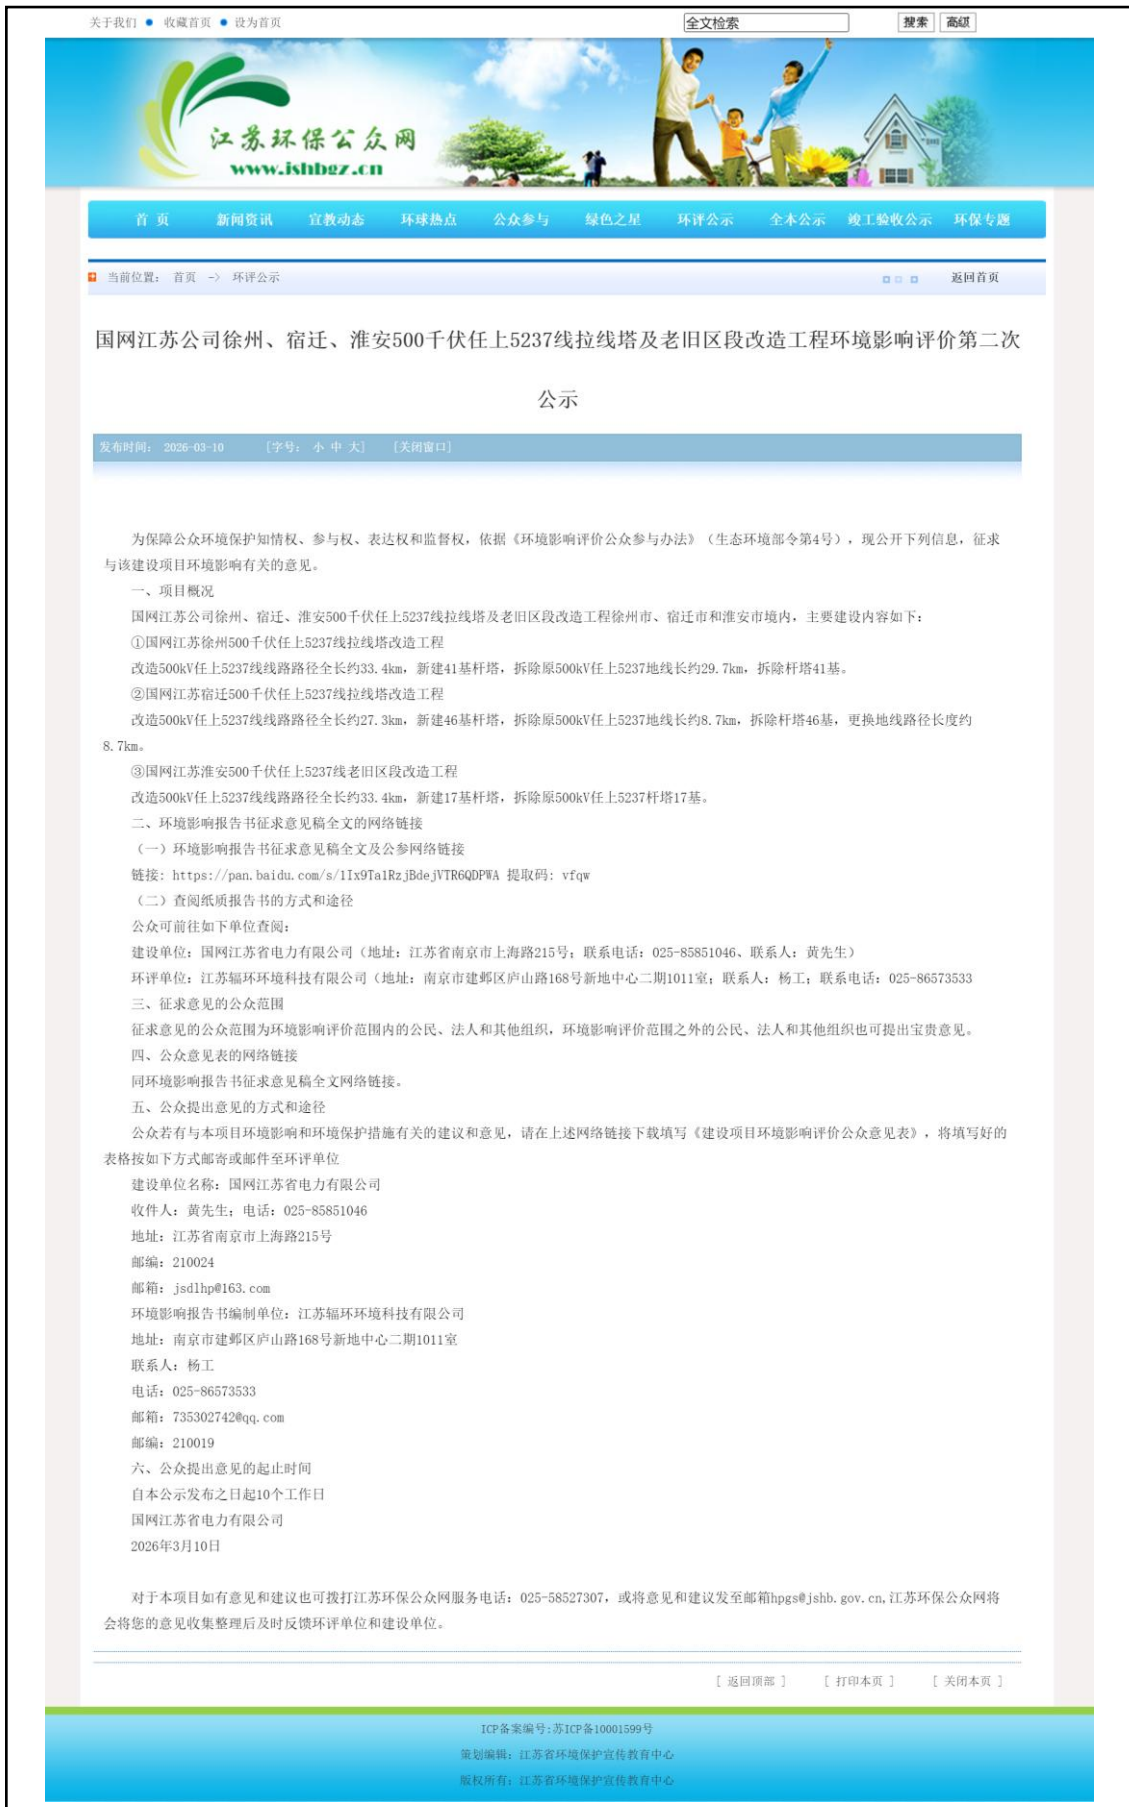 关于我们 ● 收藏首页 ● 设为首页
全文检索 搜索 高级
江苏环保公众网
www.jshbgz.cn
首 页 新闻资讯 宣教动态 环球热点 公众参与 绿色之星 环评公示 全本公示 竣工验收公示 环保专题
当前位置: 首页 -> 环评公示 返回首页
国网江苏公司徐州、宿迁、淮安500千伏任上5237线拉线塔及老旧区段改造工程环境影响评价第二次
公示
发布时间: 2026-03-10 [字号: 小 中 大] [关闭窗口]
为保障公众环境保护知情权、参与权、表达权和监督权，依据《环境影响评价公众参与办法》（生态环境部令第4号），现公开下列信息，征求
与该建设项目环境影响有关的意见。
一、项目概况
国网江苏公司徐州、宿迁、淮安500千伏任上5237线拉线塔及老旧区段改造工程徐州市、宿迁市和淮安市境内，主要建设内容如下：
①国网江苏徐州500千伏任上5237线拉线塔改造工程
改造500kV任上5237线线路路径全长约33.4km，新建41基杆塔，拆除原500kV任上5237地线长约29.7km，拆除杆塔41基。
②国网江苏宿迁500千伏任上5237线拉线塔改造工程
改造500kV任上5237线线路路径全长约27.3km，新建46基杆塔，拆除原500kV任上5237地线长约8.7km，拆除杆塔46基，更换地线路径长度约
8.7km。
③国网江苏淮安500千伏任上5237线老旧区段改造工程
改造500kV任上5237线线路路径全长约33.4km，新建17基杆塔，拆除原500kV任上5237杆塔17基。
二、环境影响报告书征求意见稿全文的网络链接
（一）环境影响报告书征求意见稿全文及公参网络链接
链接: https://pan.baidu.com/s/1Ix9Ta1RzjBdejVTR6QDPWA 提取码: vfqw
（二）查阅纸质报告书的方式和途径
公众可前往如下单位查阅：
建设单位：国网江苏省电力有限公司（地址：江苏省南京市上海路215号；联系电话：025-85851046、联系人：黄先生）
环评单位：江苏辐环环境科技有限公司（地址：南京市建邺区庐山路168号新地中心二期1011室；联系人：杨工；联系电话：025-86573533
三、征求意见的公众范围
征求意见的公众范围为环境影响评价范围内的公民、法人和其他组织，环境影响评价范围之外的公民、法人和其他组织也可提出宝贵意见。
四、公众意见表的网络链接
同环境影响报告书征求意见稿全文网络链接。
五、公众提出意见的方式和途径
公众若有与本项目环境影响和环境保护措施有关的建议和意见，请在上述网络链接下载填写《建设项目环境影响评价公众意见表》，将填写好的
表格按如下方式邮寄或邮件至环评单位
建设单位名称：国网江苏省电力有限公司
收件人：黄先生；电话：025-85851046
地址：江苏省南京市上海路215号
邮编：210024
邮箱：jsdlhp@163.com
环境影响报告书编制单位：江苏辐环环境科技有限公司
地址：南京市建邺区庐山路168号新地中心二期1011室
联系人：杨工
电话：025-86573533
邮箱：735302742@qq.com
邮编：210019
六、公众提出意见的起止时间
自本公示发布之日起10个工作日
国网江苏省电力有限公司
2026年3月10日
对于本项目如有意见和建议也可拨打江苏环保公众网服务电话：025-58527307，或将意见和建议发至邮箱hpgs@jshb.gov.cn,江苏环保公众网将
会将您的意见收集整理后及时反馈环评单位和建设单位。
[ 返回顶部 ] [ 打印本页 ] [ 关闭本页 ]
ICP备案编号:苏ICP备10001599号
策划编辑：江苏省环境保护宣传教育中心
版权所有：江苏省环境保护宣传教育中心